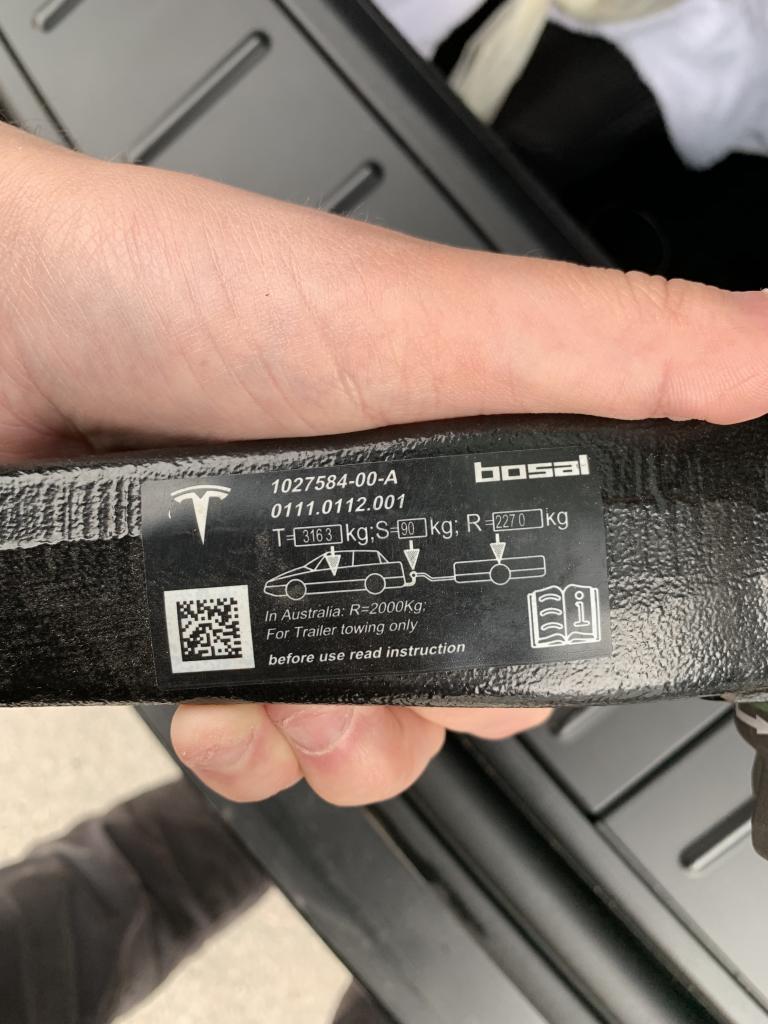 1027584-00-A
bosal
0111.0112.001
T=3163kg;S=90kg; R=2270kg
In Australia: R=2000Kg;
For Trailer towing only
before use read instruction
i